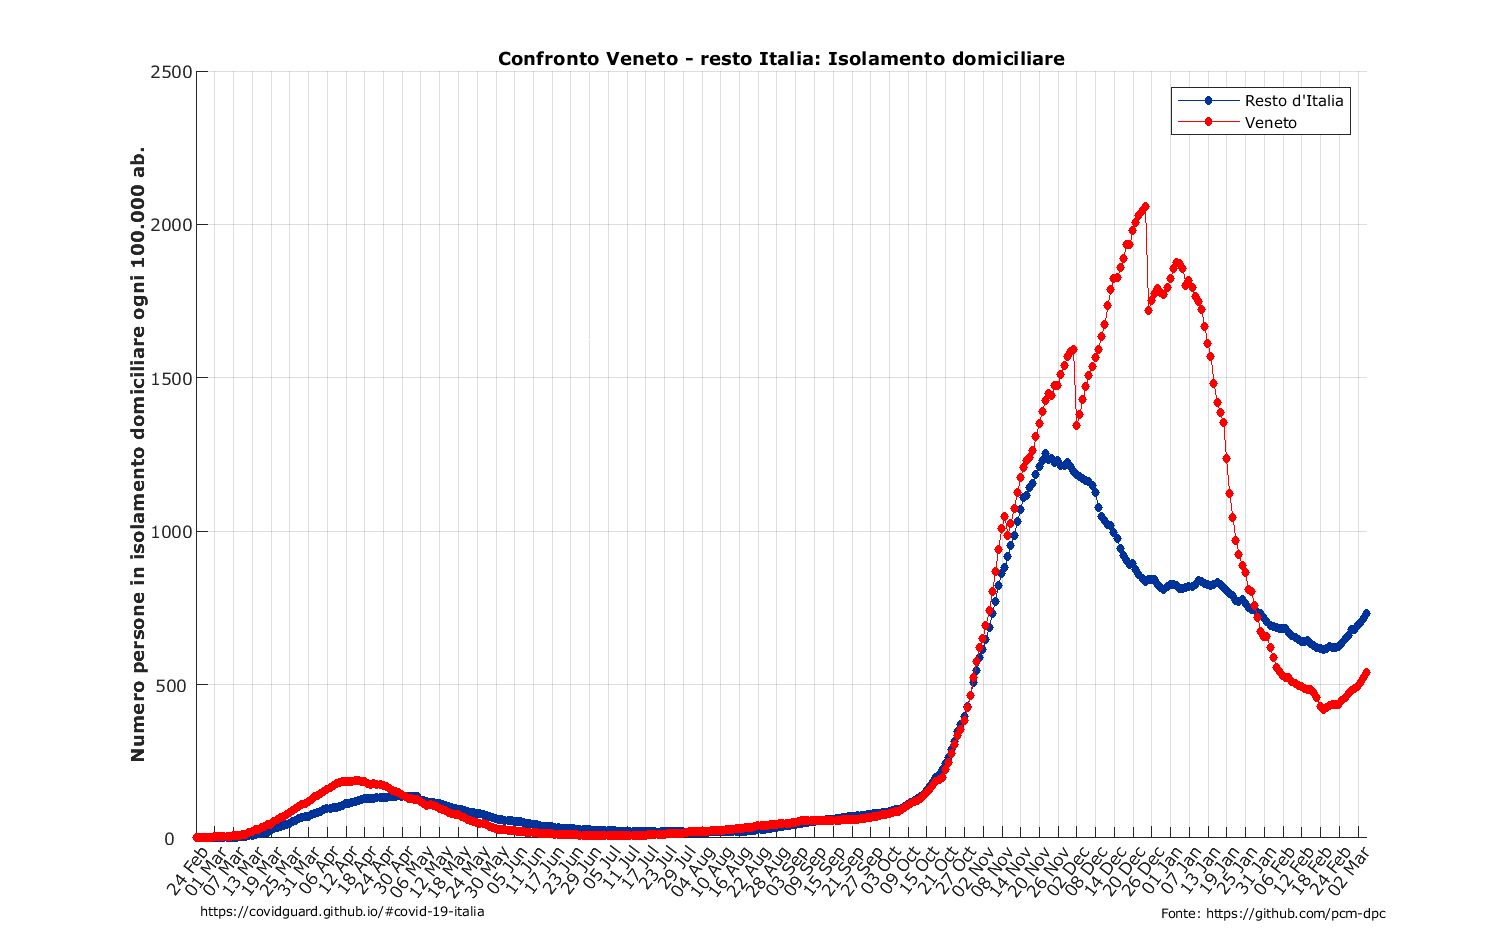 Confronto Veneto - resto Italia: Isolamento domiciliare
Numero persone in isolamento domiciliare ogni 100.000 ab.
2500
2000
1500
1000
500
0
Resto d'Italia
Veneto
24 Feb
01 Mar
07 Mar
13 Mar
19 Mar
25 Mar
31 Mar
06 Apr
12 Apr
18 Apr
24 Apr
30 Apr
06 May
12 May
18 May
24 May
30 May
05 Jun
11 Jun
17 Jun
23 Jun
29 Jun
05 Jul
11 Jul
17 Jul
23 Jul
29 Jul
04 Aug
10 Aug
16 Aug
22 Aug
28 Aug
03 Sep
09 Sep
15 Sep
21 Sep
27 Sep
03 Oct
09 Oct
15 Oct
21 Oct
27 Oct
02 Nov
08 Nov
14 Nov
20 Nov
26 Nov
02 Dec
08 Dec
14 Dec
20 Dec
26 Dec
01 Jan
07 Jan
13 Jan
19 Jan
25 Jan
31 Jan
06 Feb
12 Feb
18 Feb
24 Feb
02 Mar
https://covidguard.github.io/#covid-19-italia
Fonte: https://github.com/pcm-dpc